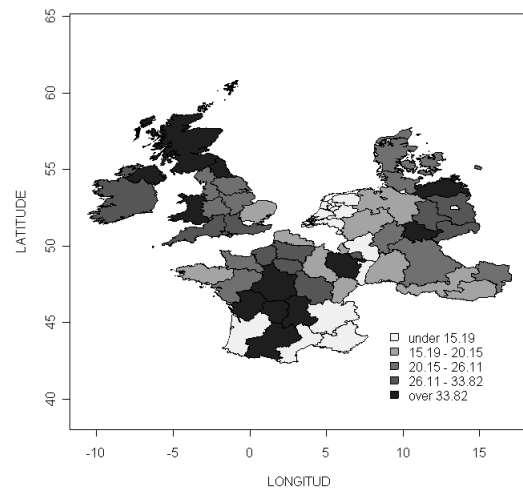 65
60
55
50
45
40
LATITUDE
under 15.19
15.19 - 20.15
20.15 - 26.11
26.11 - 33.82
over 33.82
-10 -5 0 5 10 15
LONGITUD